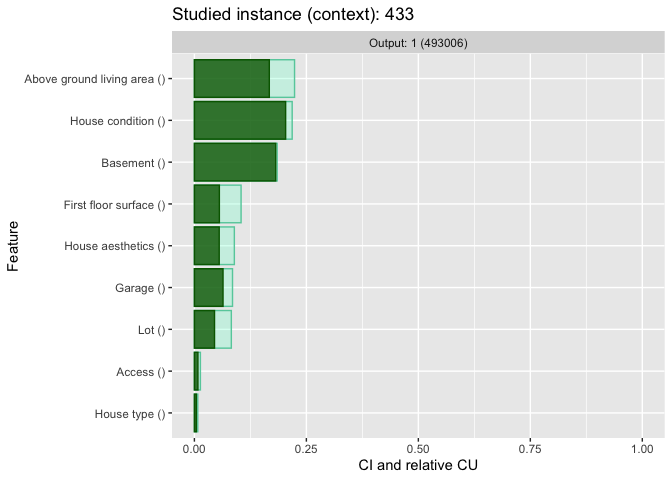 Studied instance (context): 433
Output: 1 (493006)
Feature
Above ground living area ()
House condition ()
Basement ()
First floor surface ()
House aesthetics ()
Garage ()
Lot ()
Access ()
House type ()
0.00 0.25 0.50 0.75 1.00
CI and relative CU